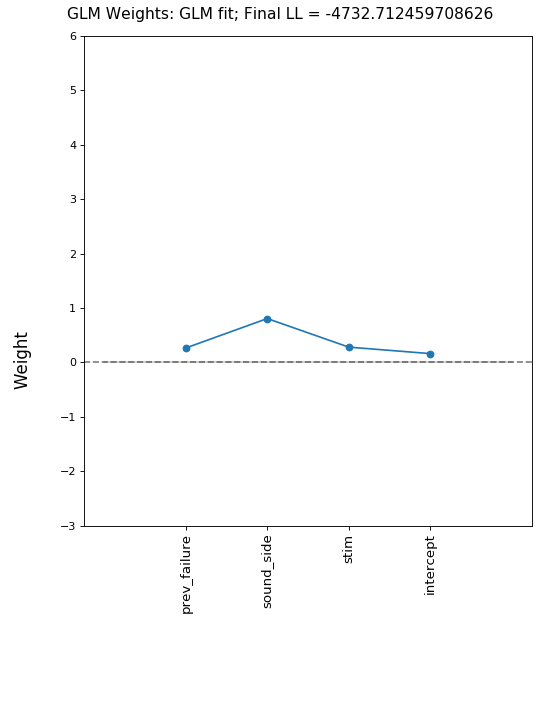 GLM Weights: GLM fit; Final LL = -4732.712459708626
6
5
4
3
2
1
0
−1
−2
−3
Weight
prev_failure
sound_side
stim
intercept